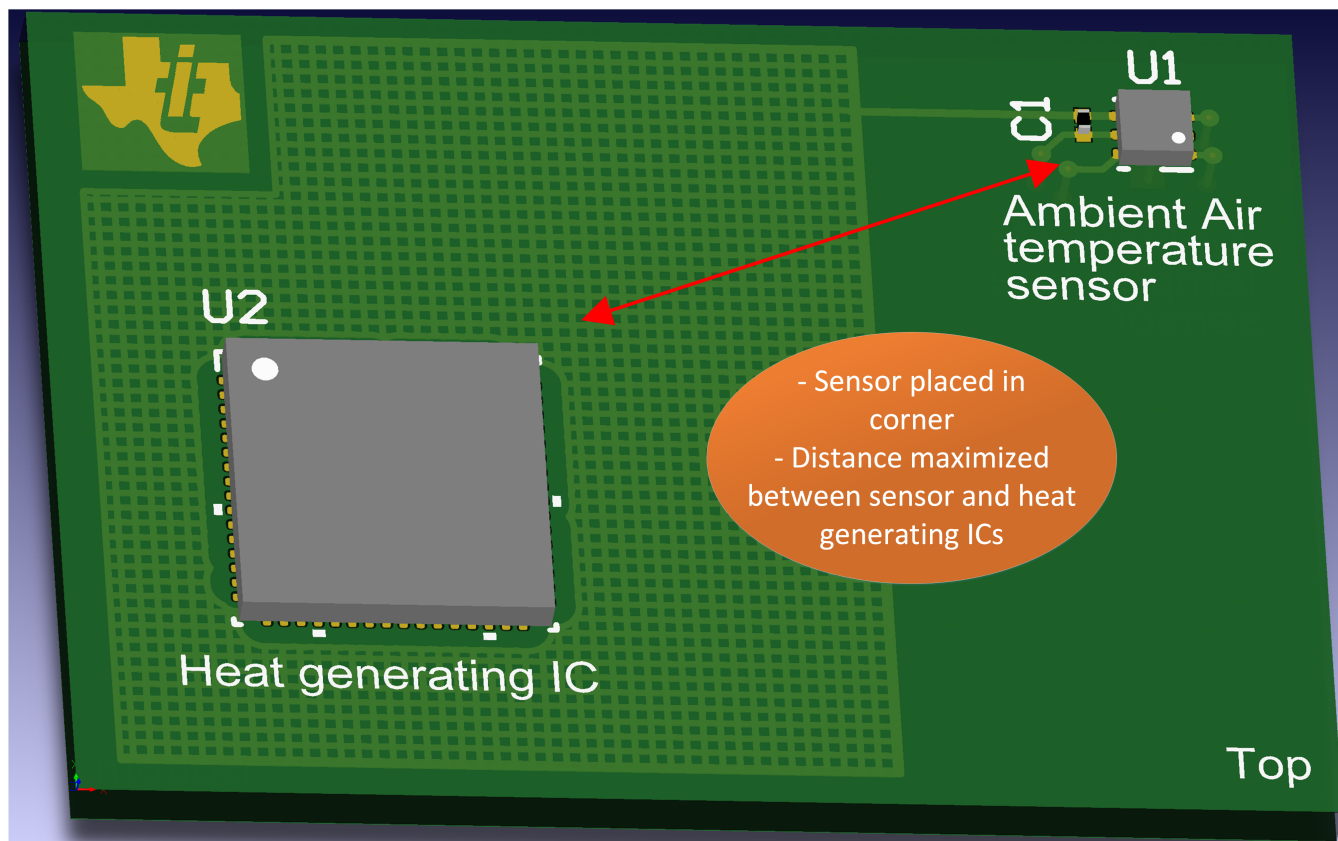 U1
C1
Ambient Air
temperature
sensor
U2
- Sensor placed in
corner
- Distance maximized
between sensor and heat
generating ICs
Heat generating IC
Top